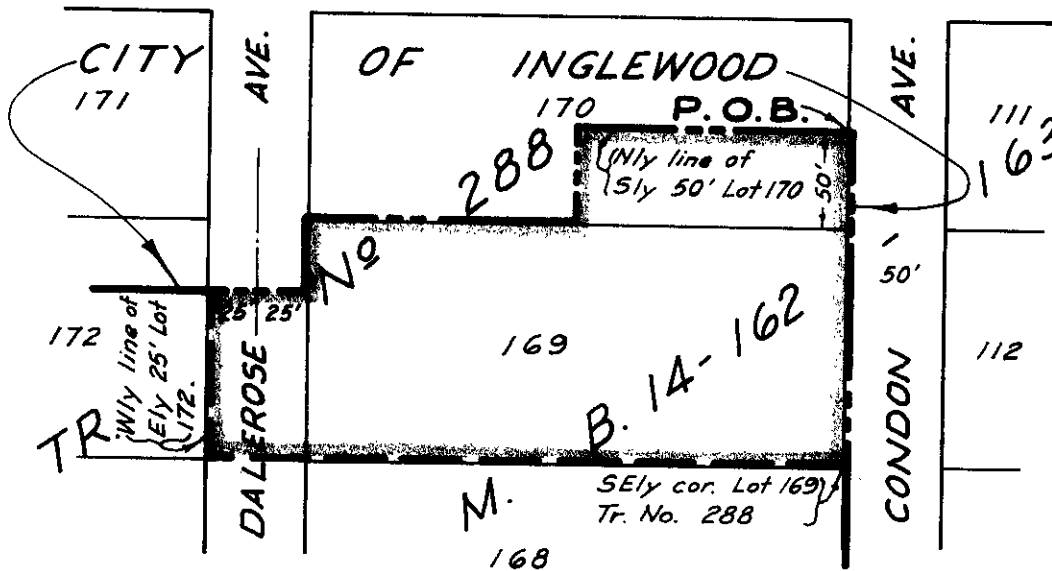 CITY OF INGLEWOOD
171
AVE.
170
P.O.B.
AVE.
111
163
288
(Nly line of
Sly 50' Lot 170
50'
50'
Nº
25 25'
172
Wly line of
Ely 25' Lot
172.
169
14-162
112
TR
DALEROSE
B.
M.
SEly cor. Lot 169
Tr. No. 288
CONDON
168